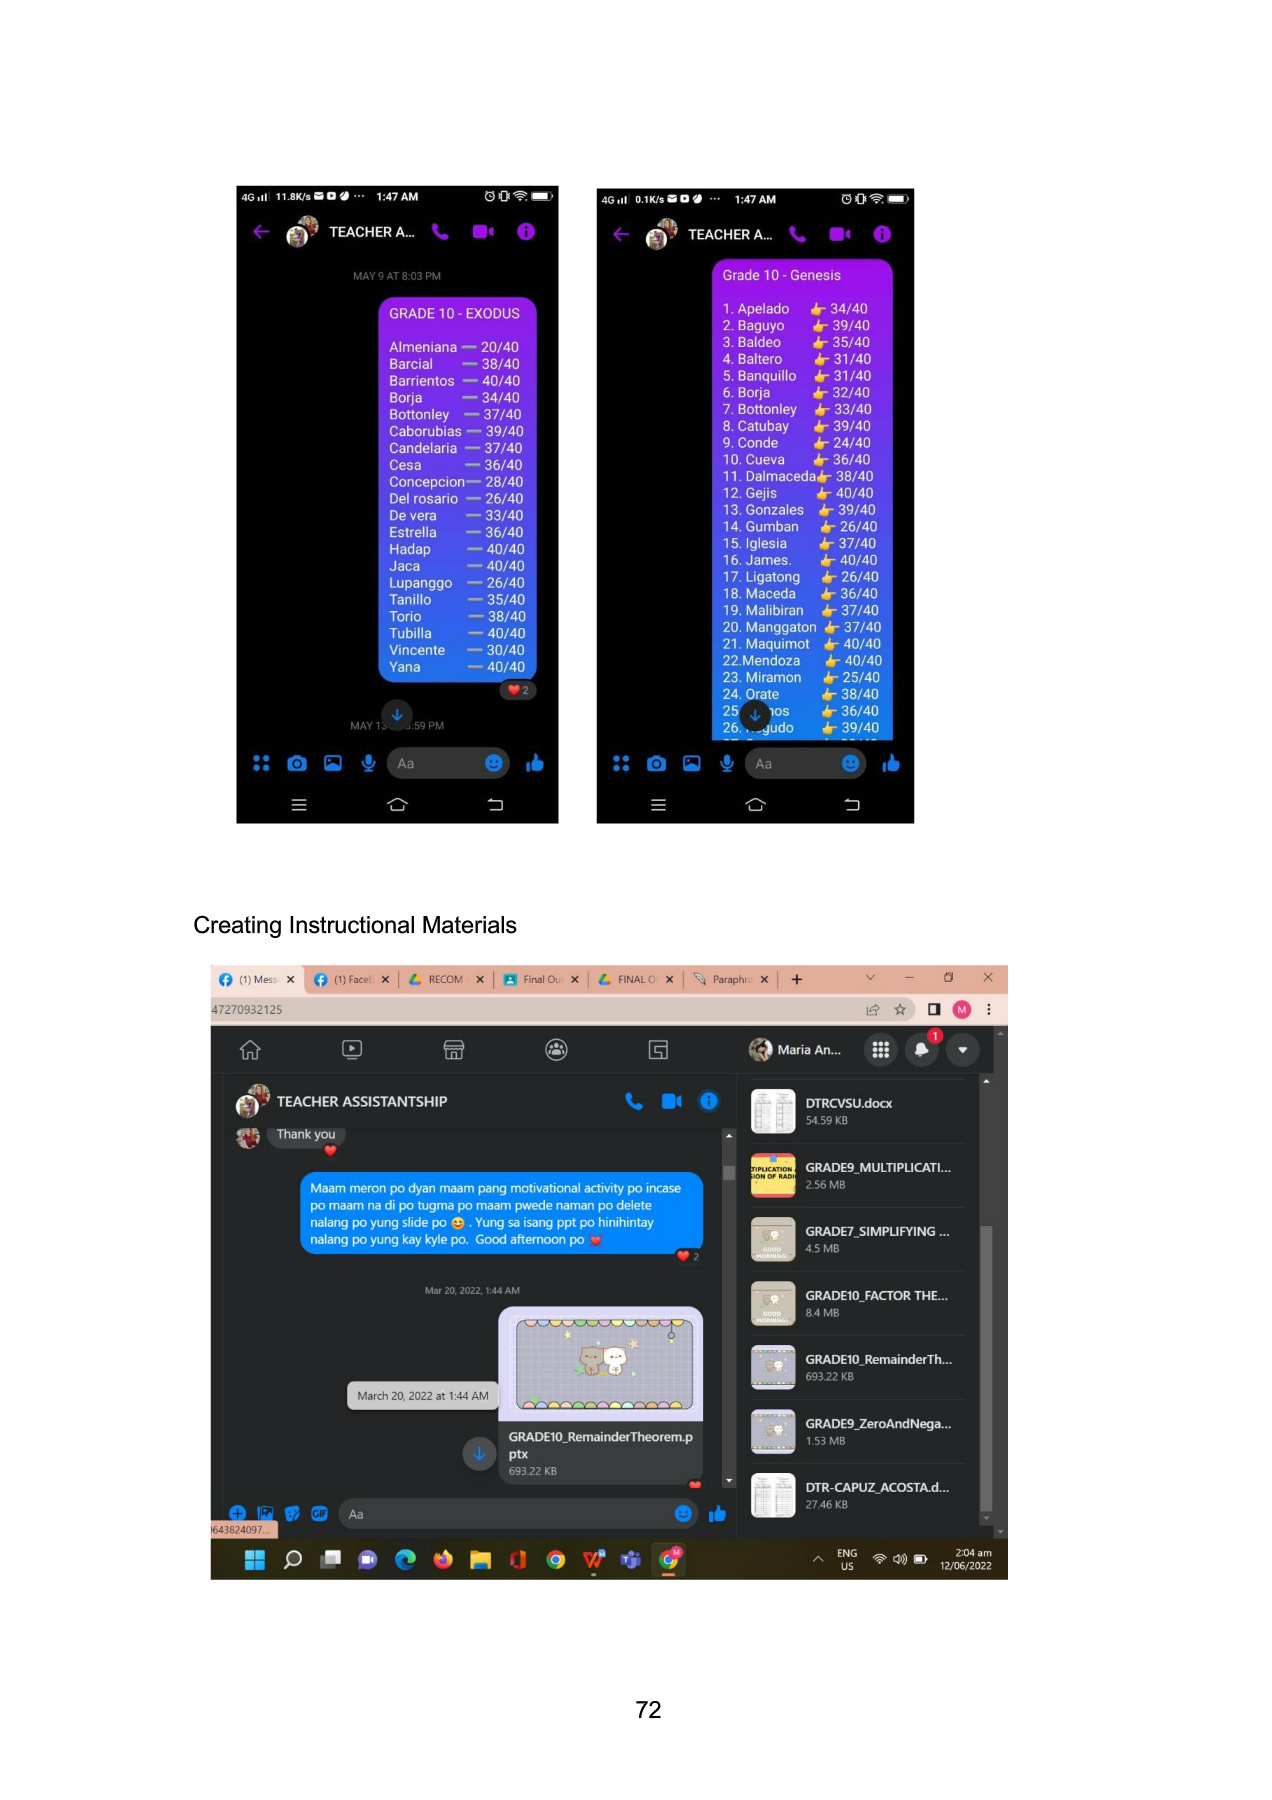 4G 11.8K/s ··· 1:47 AM
TEACHER A...
MAY 9 AT 8:03 PM
GRADE 10 - EXODUS
Almeniana — 20/40
Barcial — 38/40
Barrientos — 40/40
Borja — 34/40
Bottonley — 37/40
Caborubias — 39/40
Candelaria — 37/40
Cesa — 36/40
Concepcion — 28/40
Del rosario — 26/40
De vera — 33/40
Estrella — 36/40
Hadap — 40/40
Jaca — 40/40
Lupanggo — 26/40
Tanillo — 35/40
Torio — 38/40
Tubilla — 40/40
Vincente — 30/40
Yana — 40/40
2
MAY 13 :59 PM
Aa
4G 0.1K/s ··· 1:47 AM
TEACHER A...
Grade 10 - Genesis
1. Apelado 👉 34/40
2. Baguyo 👉 39/40
3. Baldeo 👉 35/40
4. Baltero 👉 31/40
5. Banquillo 👉 31/40
6. Borja 👉 32/40
7. Bottonley 👉 33/40
8. Catubay 👉 39/40
9. Conde 👉 24/40
10. Cueva 👉 36/40
11. Dalmaceda 👉 38/40
12. Gejis 👉 40/40
13. Gonzales 👉 39/40
14. Gumban 👉 26/40
15. Iglesia 👉 37/40
16. James. 👉 40/40
17. Ligatong 👉 26/40
18. Maceda 👉 36/40
19. Malibiran 👉 37/40
20. Manggaton 👉 37/40
21. Maquimot 👉 40/40
22.Mendoza 👉 40/40
23. Miramon 👉 25/40
24. Orate 👉 38/40
25 👉 36/40
26. 👉 39/40
Aa
Creating Instructional Materials
(1) Mess
(1) Faceb
RECOM
Final Ou
FINAL O
Paraphra
47270932125
M
Maria An...
1
TEACHER ASSISTANTSHIP
Thank you
Maam meron po dyan maam pang motivational activity po incase
po maam na di po tugma po maam pwede naman po delete
nalang po yung slide po 😊 . Yung sa isang ppt po hinihintay
nalang po yung kay kyle po. Good afternoon po ❤
2
Mar 20, 2022, 1:44 AM
March 20, 2022 at 1:44 AM
GRADE10_RemainderTheorem.p
ptx
693.22 KB
GIF
Aa
9643824097...
DTRCVSU.docx
54.59 KB
GRADE9_MULTIPLICATI...
2.56 MB
GRADE7_SIMPLIFYING ...
4.5 MB
GRADE10_FACTOR THE...
8.4 MB
GRADE10_RemainderTh...
693.22 KB
GRADE9_ZeroAndNega...
1.53 MB
DTR-CAPUZ_ACOSTA.d...
27.46 KB
ENG
US
2:04 am
12/06/2022
72